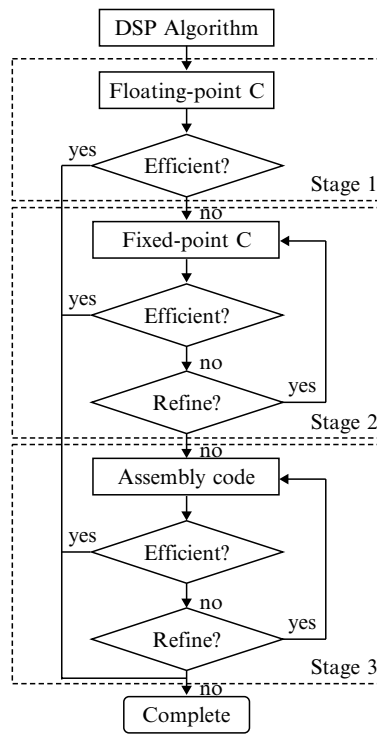 DSP Algorithm
Floating-point C
yes
Efficient?
Stage 1
no
Fixed-point C
yes
Efficient?
no
yes
Refine?
Stage 2
no
Assembly code
yes
Efficient?
no
yes
Refine?
Stage 3
no
Complete